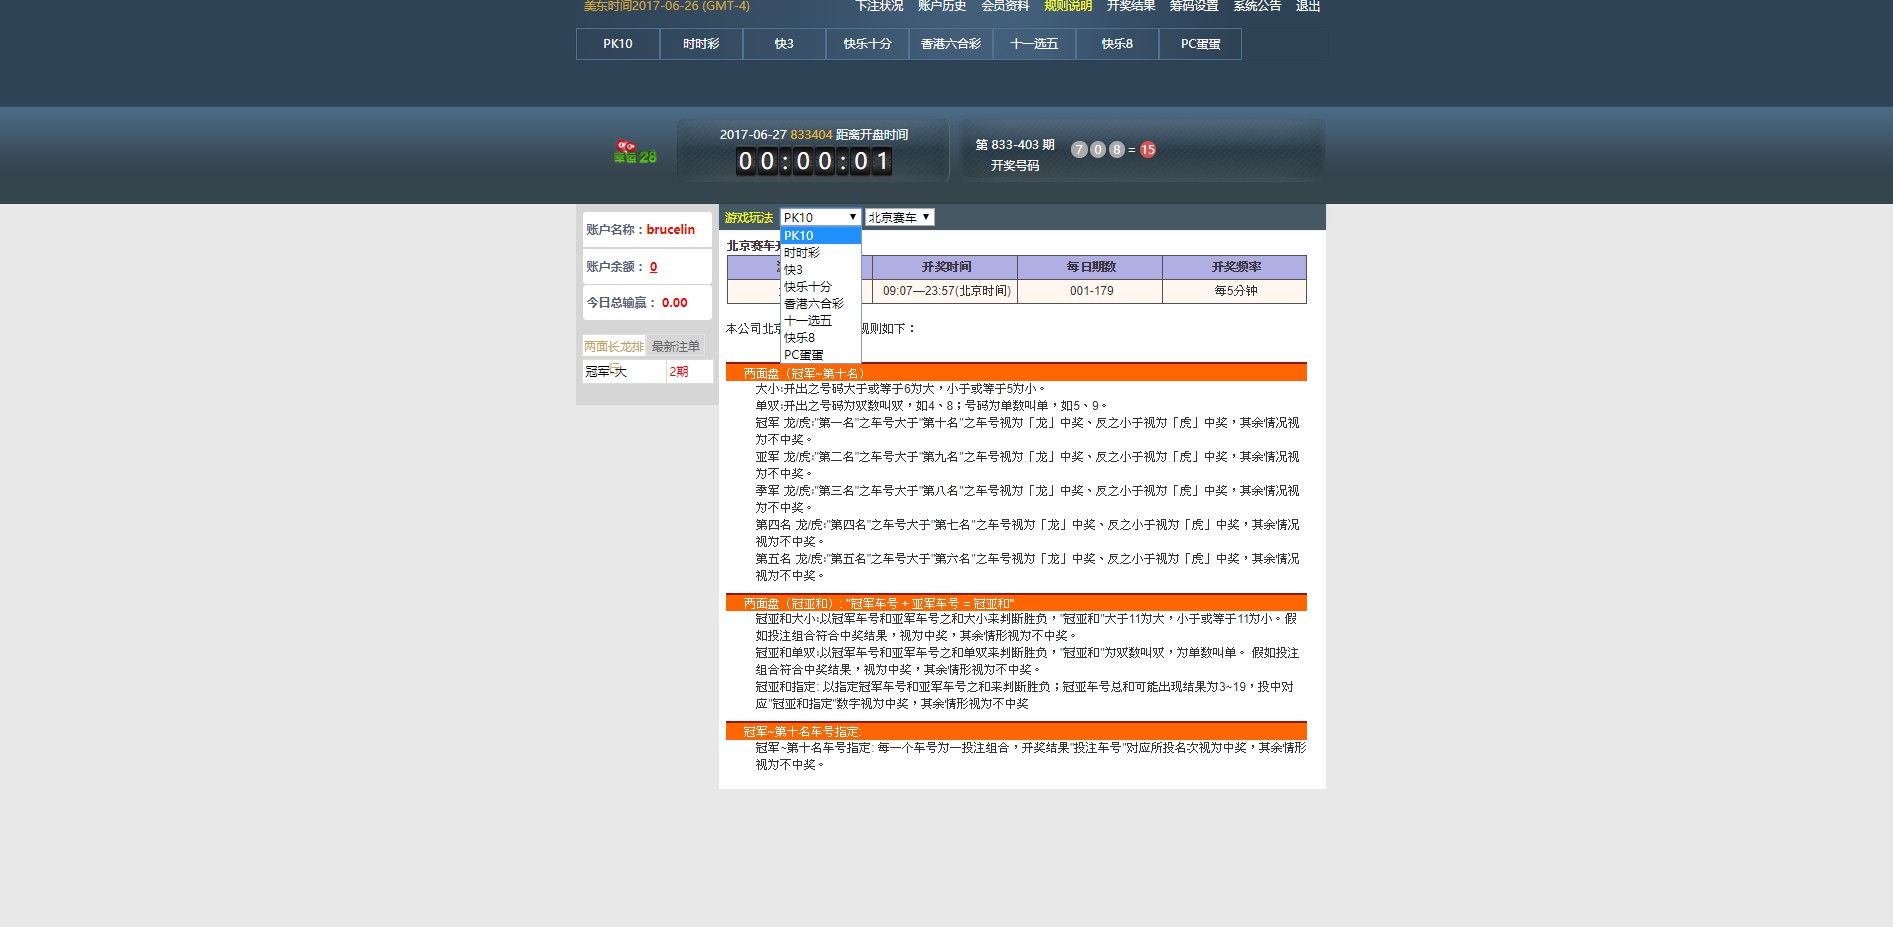 美东时间2017-06-26 (GMT-4)
下注状况 账户历史 会员资料 规则说明 开奖结果 筹码设置 系统公告 退出
PK10 时时彩 快3 快乐十分 香港六合彩 十一选五 快乐8 PC蛋蛋
幸运28
2017-06-27 833404 距离开盘时间
00:00:01
第 833-403 期
开奖号码
7 0 8 = 15
账户名称：brucelin
账户余额： 0
今日总输赢： 0.00
两面长龙排 最新注单
冠军 大 2期
游戏玩法 PK10 北京赛车
PK10
时时彩
快3
快乐十分
香港六合彩
十一选五
快乐8
PC蛋蛋
北京赛车
开奖时间 每日期数 开奖频率
09:07—23:57(北京时间) 001-179 每5分钟
本公司北 规则如下：
两面盘（冠军~第十名）
大小:开出之号码大于或等于6为大，小于或等于5为小。
单双:开出之号码为双数叫双，如4、8；号码为单数叫单，如5、9。
冠军 龙/虎:"第一名"之车号大于"第十名"之车号视为「龙」中奖、反之小于视为「虎」中奖，其余情况视
为不中奖。
亚军 龙/虎:"第二名"之车号大于"第九名"之车号视为「龙」中奖、反之小于视为「虎」中奖，其余情况视
为不中奖。
季军 龙/虎:"第三名"之车号大于"第八名"之车号视为「龙」中奖、反之小于视为「虎」中奖，其余情况视
为不中奖。
第四名 龙/虎:"第四名"之车号大于"第七名"之车号视为「龙」中奖、反之小于视为「虎」中奖，其余情况
视为不中奖。
第五名 龙/虎:"第五名"之车号大于"第六名"之车号视为「龙」中奖、反之小于视为「虎」中奖，其余情况
视为不中奖。
两面盘（冠亚和）: "冠军车号 + 亚军车号 = 冠亚和"
冠亚和大小:以冠军车号和亚军车号之和大小来判断胜负，"冠亚和"大于11为大，小于或等于11为小。假
如投注组合符合中奖结果，视为中奖，其余情形视为不中奖。
冠亚和单双:以冠军车号和亚军车号之和单双来判断胜负，"冠亚和"为双数叫双，为单数叫单。 假如投注
组合符合中奖结果，视为中奖，其余情形视为不中奖。
冠亚和指定: 以指定冠军车号和亚军车号之和来判断胜负；冠亚车号总和可能出现结果为3~19，投中对
应"冠亚和指定"数字视为中奖，其余情形视为不中奖
冠军~第十名车号指定:
冠军~第十名车号指定: 每一个车号为一投注组合，开奖结果"投注车号"对应所投名次视为中奖，其余情形
视为不中奖。